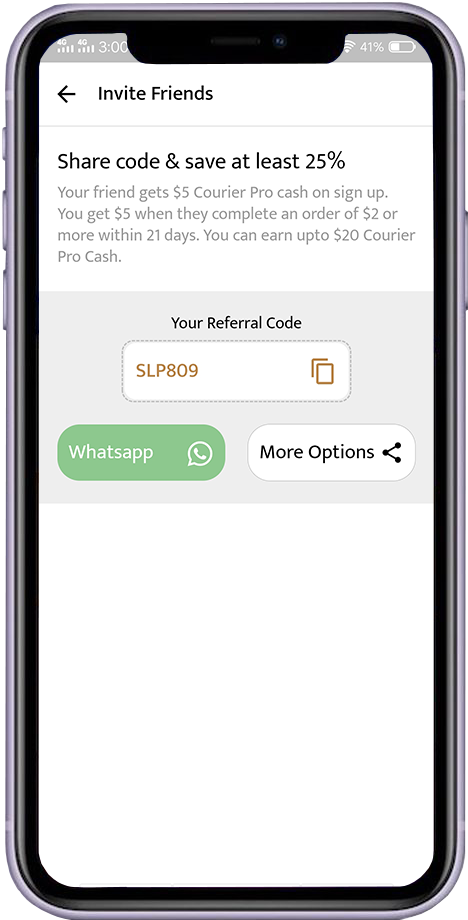 4G 4G 3:00 41%
Invite Friends
Share code & save at least 25%
Your friend gets $5 Courier Pro cash on sign up.
You get $5 when they complete an order of $2 or
more within 21 days. You can earn upto $20 Courier
Pro Cash.
Your Referral Code
SLP809
Whatsapp More Options